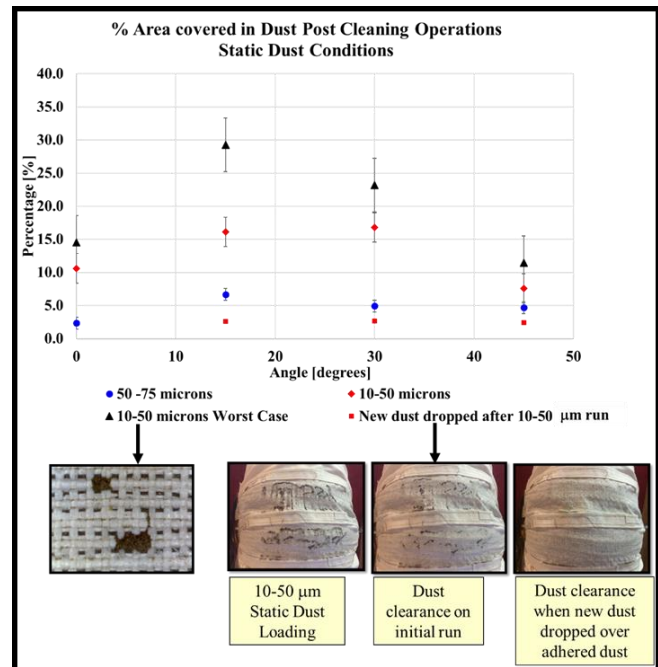 % Area covered in Dust Post Cleaning Operations
Static Dust Conditions
40.0
35.0
30.0
25.0
20.0
15.0
10.0
5.0
0.0
Percentage [%]
0
10
20
30
40
50
Angle [degrees]
50 -75 microns
10-50 microns
10-50 microns Worst Case
New dust dropped after 10-50 μm run
10-50 μm
Static Dust
Loading
Dust
clearance on
initial run
Dust clearance
when new dust
dropped over
adhered dust